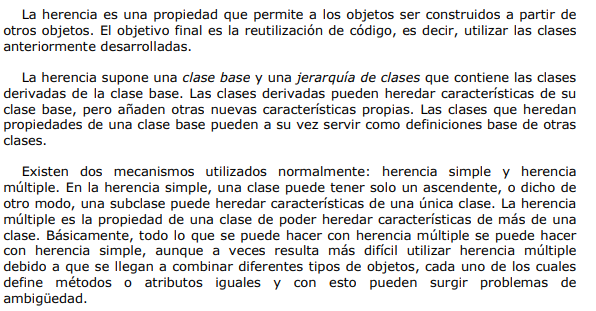 La herencia es una propiedad que permite a los objetos ser construidos a partir de
otros objetos. El objetivo final es la reutilización de código, es decir, utilizar las clases
anteriormente desarrolladas.
La herencia supone una clase base y una jerarquía de clases que contiene las clases
derivadas de la clase base. Las clases derivadas pueden heredar características de su
clase base, pero añaden otras nuevas características propias. Las clases que heredan
propiedades de una clase base pueden a su vez servir como definiciones base de otras
clases.
Existen dos mecanismos utilizados normalmente: herencia simple y herencia
múltiple. En la herencia simple, una clase puede tener solo un ascendente, o dicho de
otro modo, una subclase puede heredar características de una única clase. La herencia
múltiple es la propiedad de una clase de poder heredar características de más de una
clase. Básicamente, todo lo que se puede hacer con herencia múltiple se puede hacer
con herencia simple, aunque a veces resulta más difícil utilizar herencia múltiple
debido a que se llegan a combinar diferentes tipos de objetos, cada uno de los cuales
define métodos o atributos iguales y con esto pueden surgir problemas de
ambigüedad.